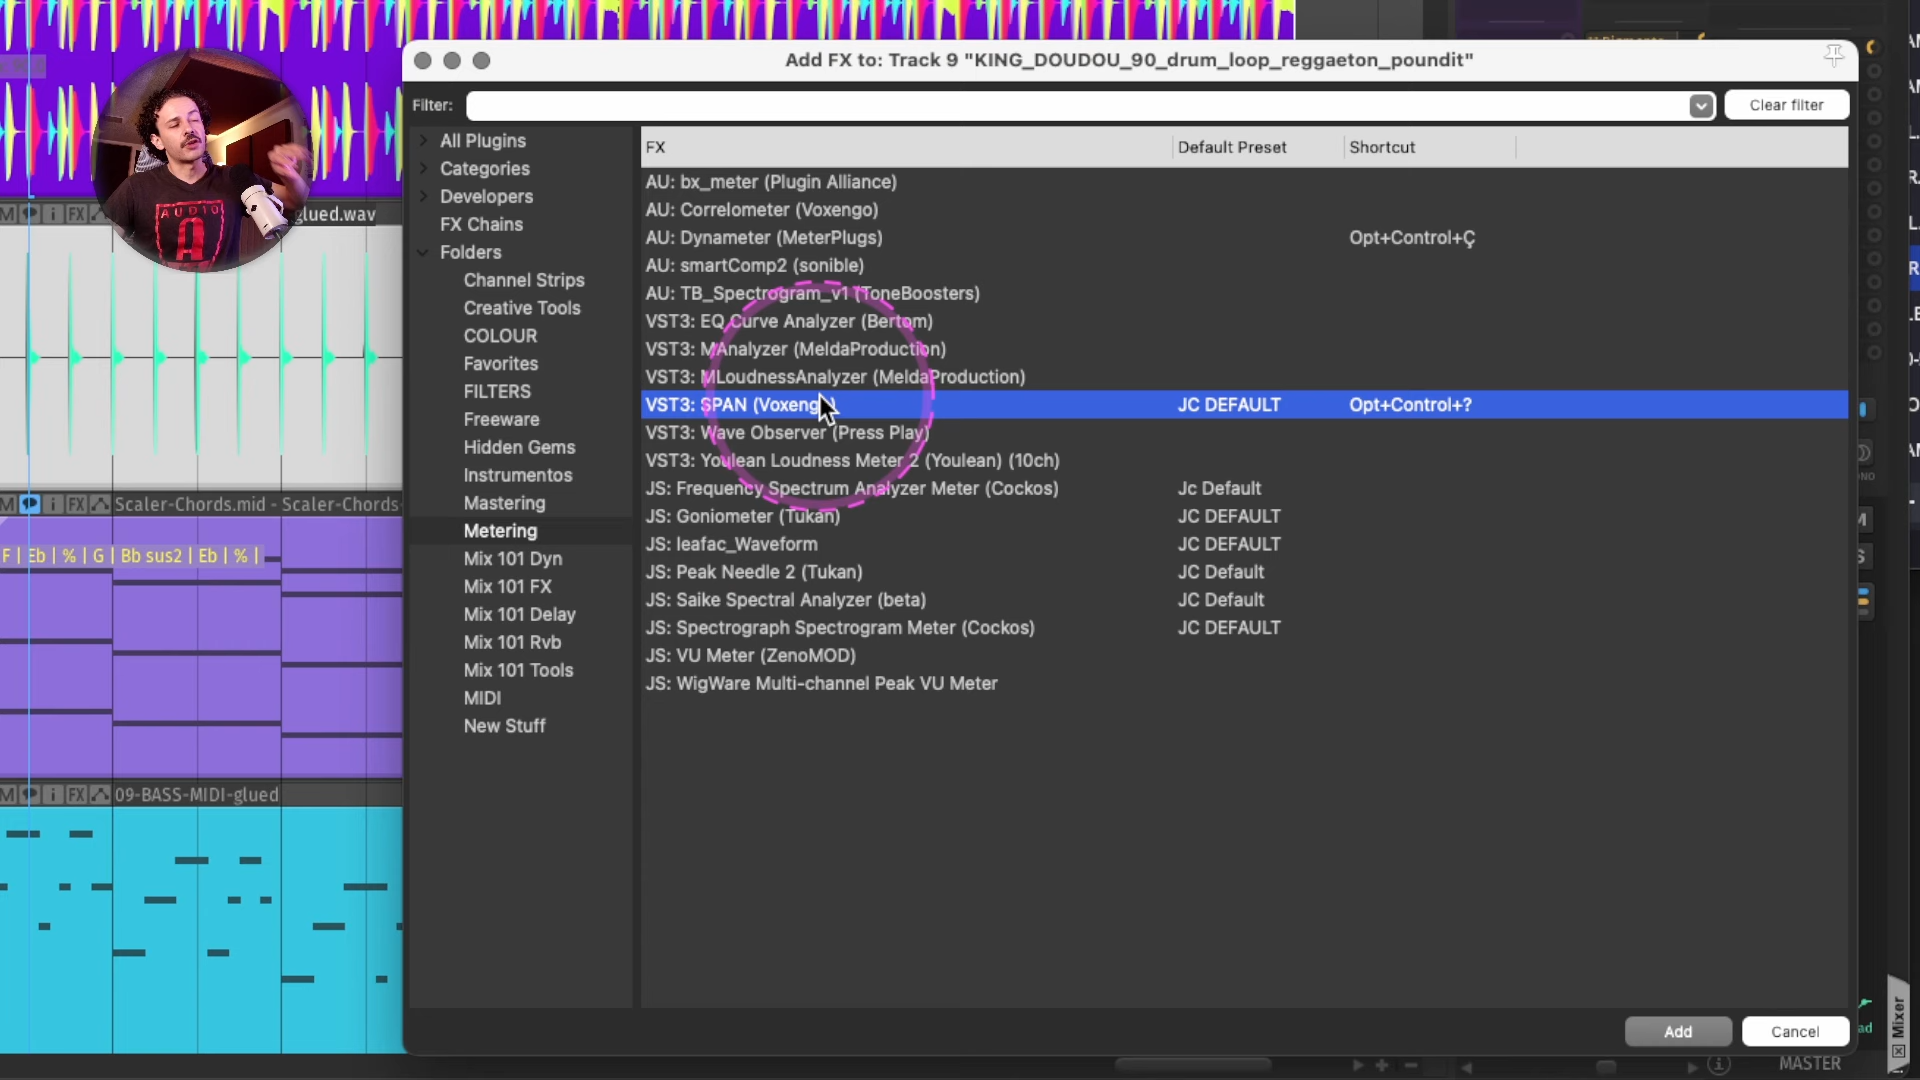 Add FX to: Track 9 "KING_DOUDOU_90_drum_loop_reggaeton_poundit"
Filter:
Clear filter
All Plugins
Categories
Developers
FX Chains
Folders
Channel Strips
Creative Tools
COLOUR
Favorites
FILTERS
Freeware
Hidden Gems
Instrumentos
Mastering
Metering
Mix 101 Dyn
Mix 101 FX
Mix 101 Delay
Mix 101 Rvb
Mix 101 Tools
MIDI
New Stuff
FX Default Preset Shortcut
AU: bx_meter (Plugin Alliance)
AU: Correlometer (Voxengo)
AU: Dynameter (MeterPlugs) Opt+Control+Ç
AU: smartComp2 (sonible)
AU: TB_Spectrogram_v1 (ToneBoosters)
VST3: EQ Curve Analyzer (Bertom)
VST3: MAnalyzer (MeldaProduction)
VST3: MLoudnessAnalyzer (MeldaProduction)
VST3: SPAN (Voxengo) JC DEFAULT Opt+Control+?
VST3: Wave Observer (Press Play)
VST3: Youlean Loudness Meter 2 (Youlean) (10ch)
JS: Frequency Spectrum Analyzer Meter (Cockos) Jc Default
JS: Goniometer (Tukan) JC DEFAULT
JS: leafac_Waveform JC DEFAULT
JS: Peak Needle 2 (Tukan) JC Default
JS: Saike Spectral Analyzer (beta) JC Default
JS: Spectrograph Spectrogram Meter (Cockos) JC DEFAULT
JS: VU Meter (ZenoMOD)
JS: WigWare Multi-channel Peak VU Meter
Add
Cancel
AUDIO
M i FX glued.wav
M i FX Scaler-Chords.mid - Scaler-Chords-
F | Eb | % | G | Bb sus2 | Eb | % |
M i FX 09-BASS-MIDI-glued
Mixer
MASTER